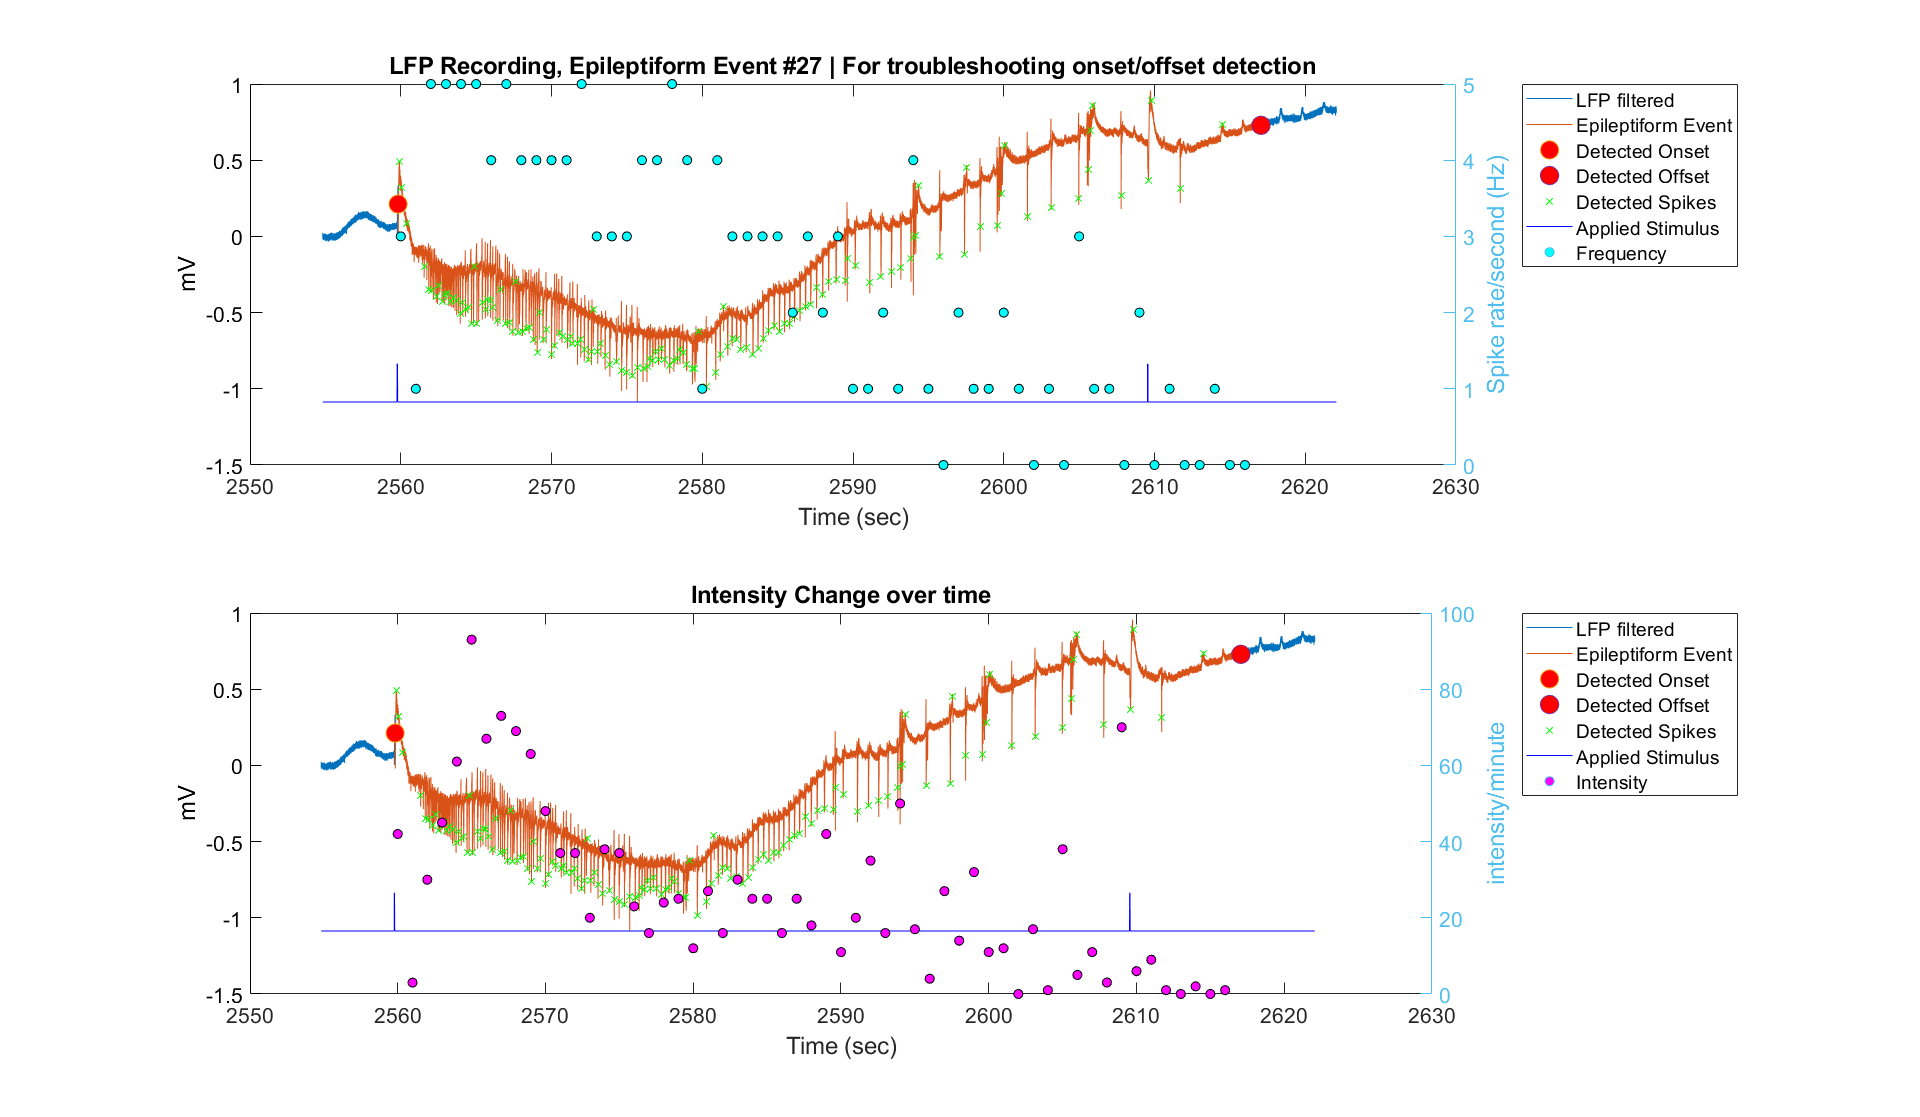 LFP Recording, Epileptiform Event #27 | For troubleshooting onset/offset detection
1
0.5
0
-0.5
-1
-1.5
mV
2550 2560 2570 2580 2590 2600 2610 2620 2630
Time (sec)
5
4
3
2
1
0
Spike rate/second (Hz)
LFP filtered
Epileptiform Event
Detected Onset
Detected Offset
Detected Spikes
Applied Stimulus
Frequency
Intensity Change over time
1
0.5
0
-0.5
-1
-1.5
mV
2550 2560 2570 2580 2590 2600 2610 2620 2630
Time (sec)
100
80
60
40
20
0
intensity/minute
LFP filtered
Epileptiform Event
Detected Onset
Detected Offset
Detected Spikes
Applied Stimulus
Intensity